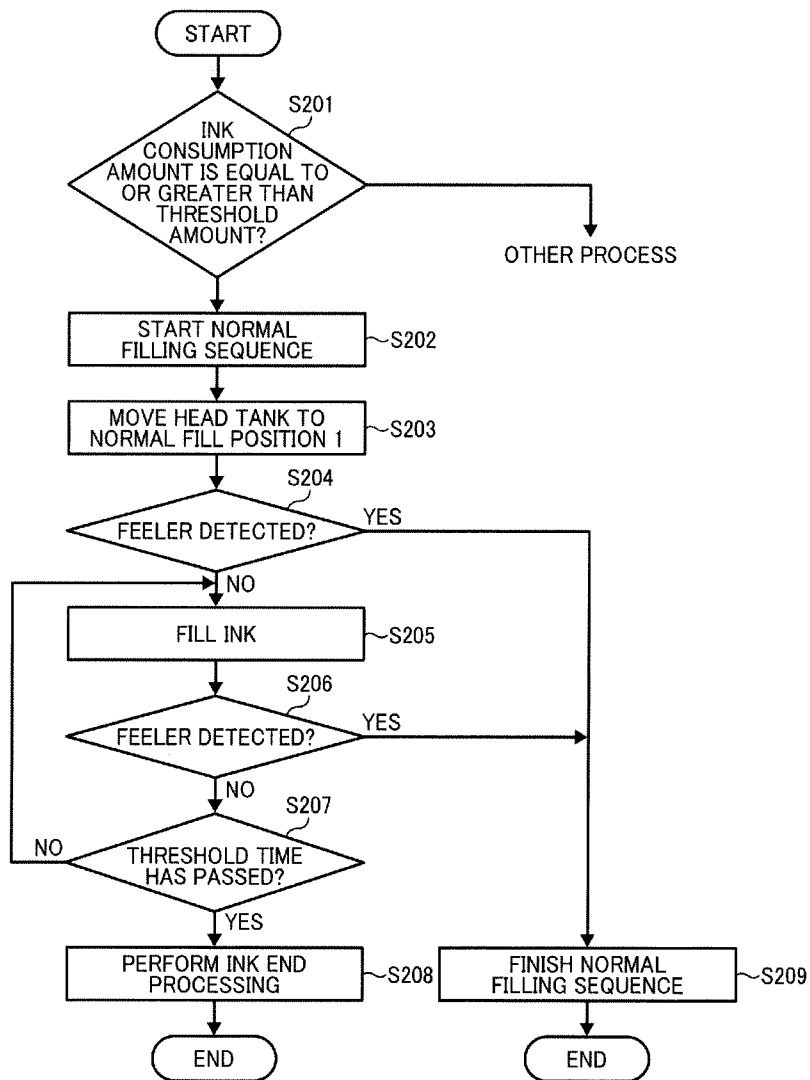 START
S201
INK
CONSUMPTION
AMOUNT IS EQUAL TO
OR GREATER THAN
THRESHOLD
AMOUNT?
OTHER PROCESS
START NORMAL
FILLING SEQUENCE
S202
MOVE HEAD TANK TO
NORMAL FILL POSITION 1
S203
S204
FEELER DETECTED?
YES
NO
FILL INK
S205
S206
FEELER DETECTED?
YES
NO
S207
NO
THRESHOLD TIME
HAS PASSED?
YES
PERFORM INK END
PROCESSING
S208
FINISH NORMAL
FILLING SEQUENCE
S209
END
END